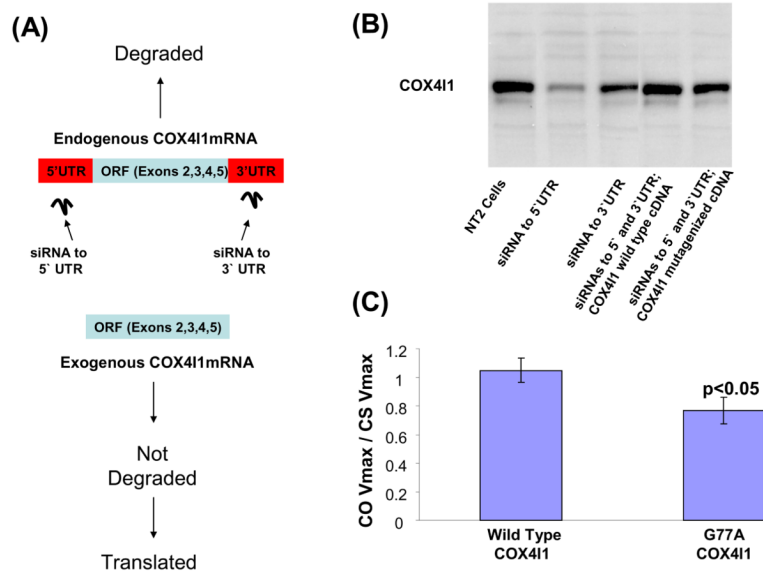 (A)
Degraded
Endogenous COX4I1mRNA
5'UTR
ORF (Exons 2,3,4,5)
3'UTR
siRNA to
5` UTR
siRNA to
3` UTR
ORF (Exons 2,3,4,5)
Exogenous COX4I1mRNA
Not
Degraded
Translated
(B)
COX4I1
NT2 Cells
siRNA to 5`UTR
siRNA to 3`UTR
siRNAs to 5` and 3`UTR;
COX4I1 wild type cDNA
siRNAs to 5` and 3`UTR;
COX4I1 mutagenized cDNA
(C)
CO Vmax / CS Vmax
1.2
1
0.8
0.6
0.4
0.2
0
p<0.05
Wild Type
COX4I1
G77A
COX4I1